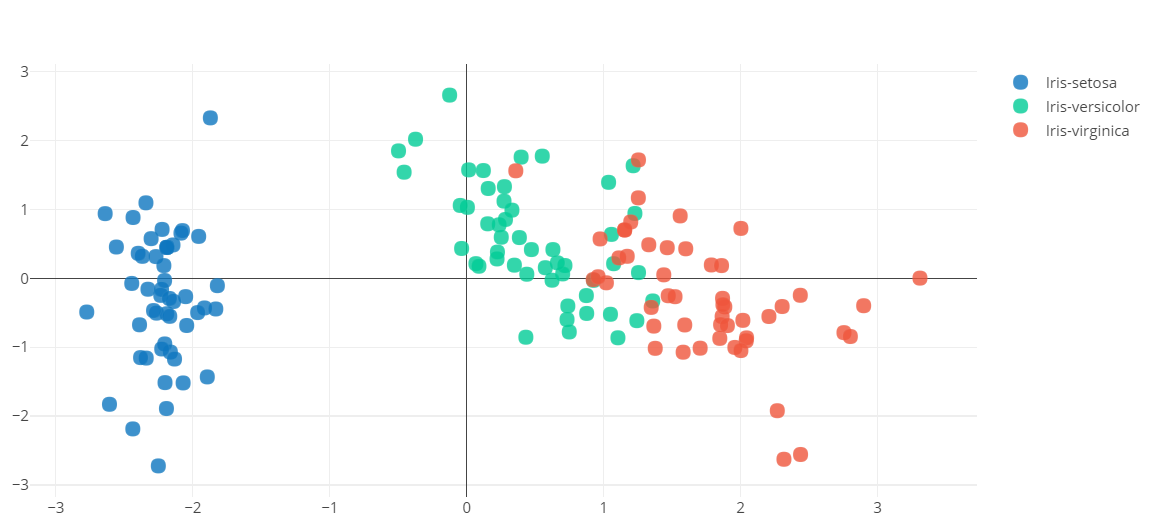 Iris-setosa
Iris-versicolor
Iris-virginica
3
2
1
0
−1
−2
−3
−3 −2 −1 0 1 2 3